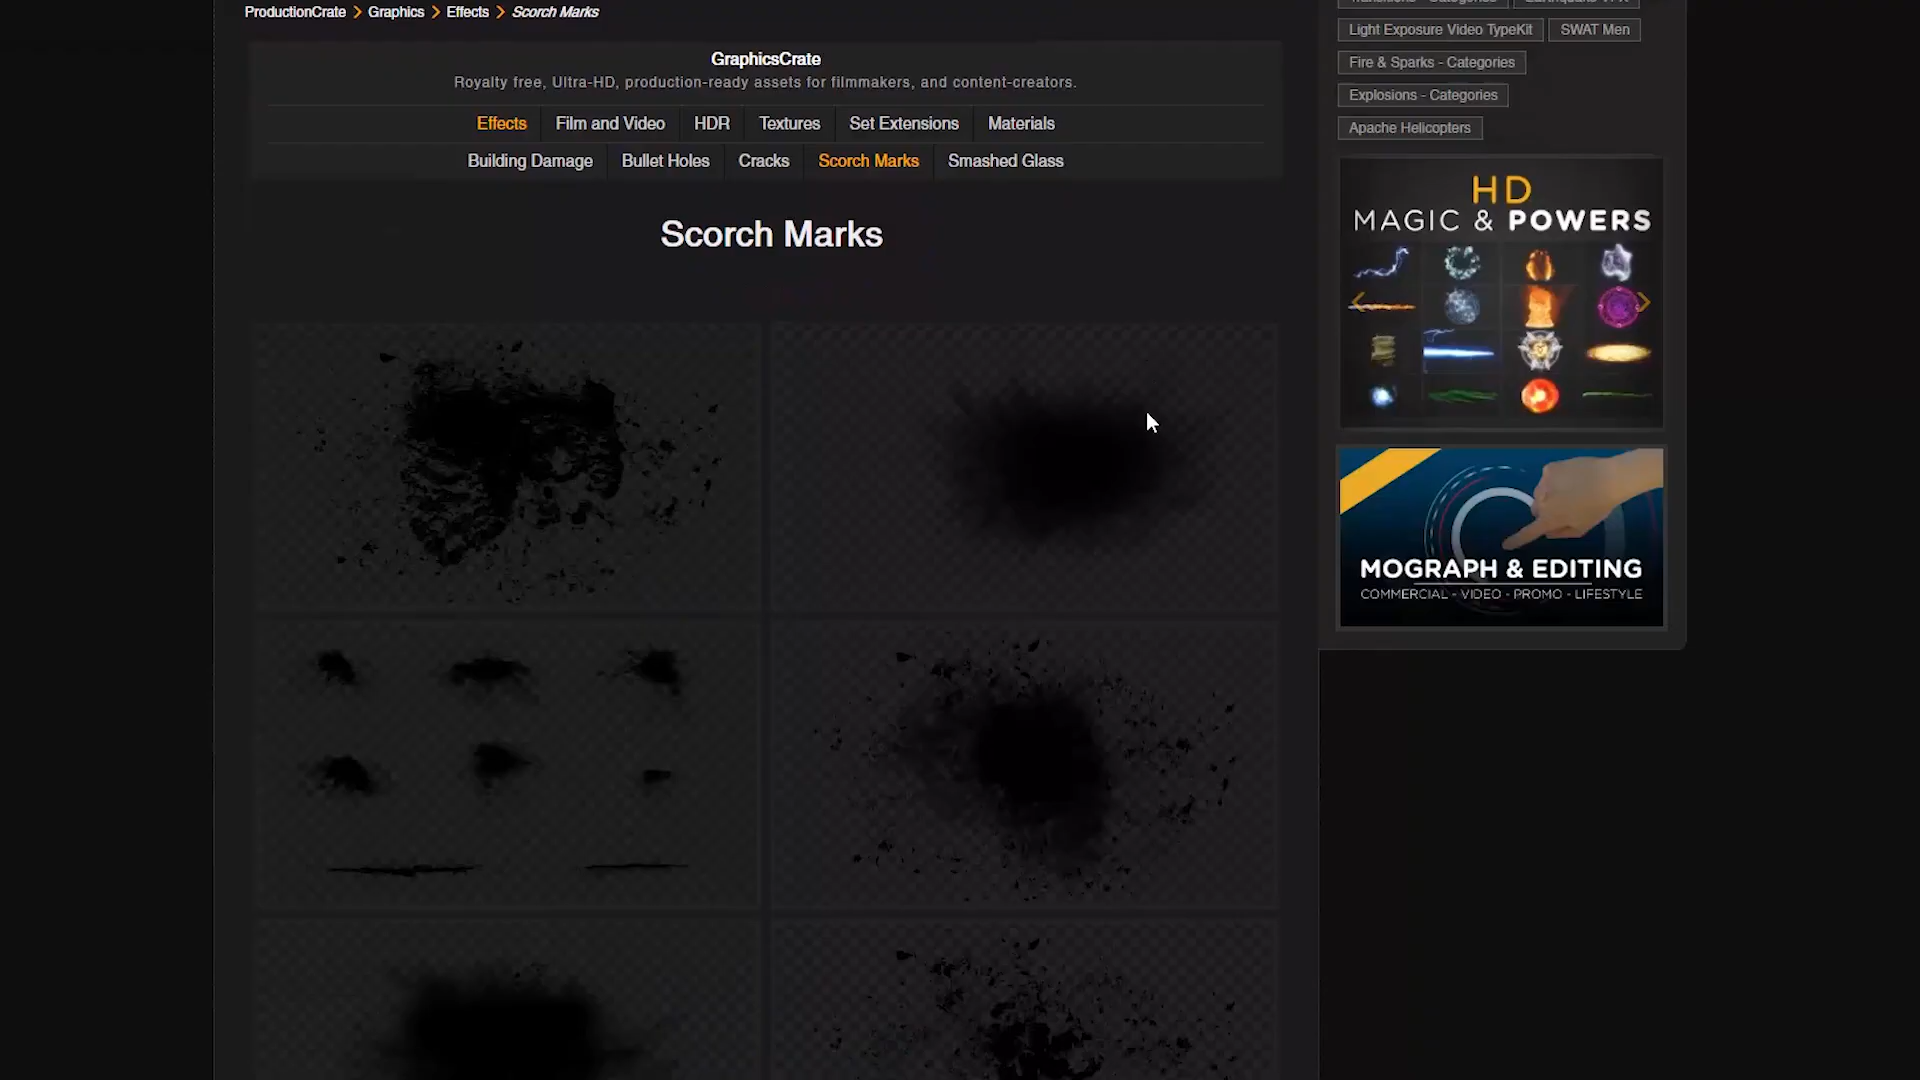 ProductionCrate > Graphics > Effects > Scorch Marks
GraphicsCrate
Royalty free, Ultra-HD, production-ready assets for filmmakers, and content-creators.
Effects Film and Video HDR Textures Set Extensions Materials
Building Damage Bullet Holes Cracks Scorch Marks Smashed Glass
Scorch Marks
Light Exposure Video TypeKit SWAT Men
Fire & Sparks - Categories
Explosions - Categories
Apache Helicopters
HD
MAGIC & POWERS
MOGRAPH & EDITING
COMMERCIAL - VIDEO - PROMO - LIFESTYLE